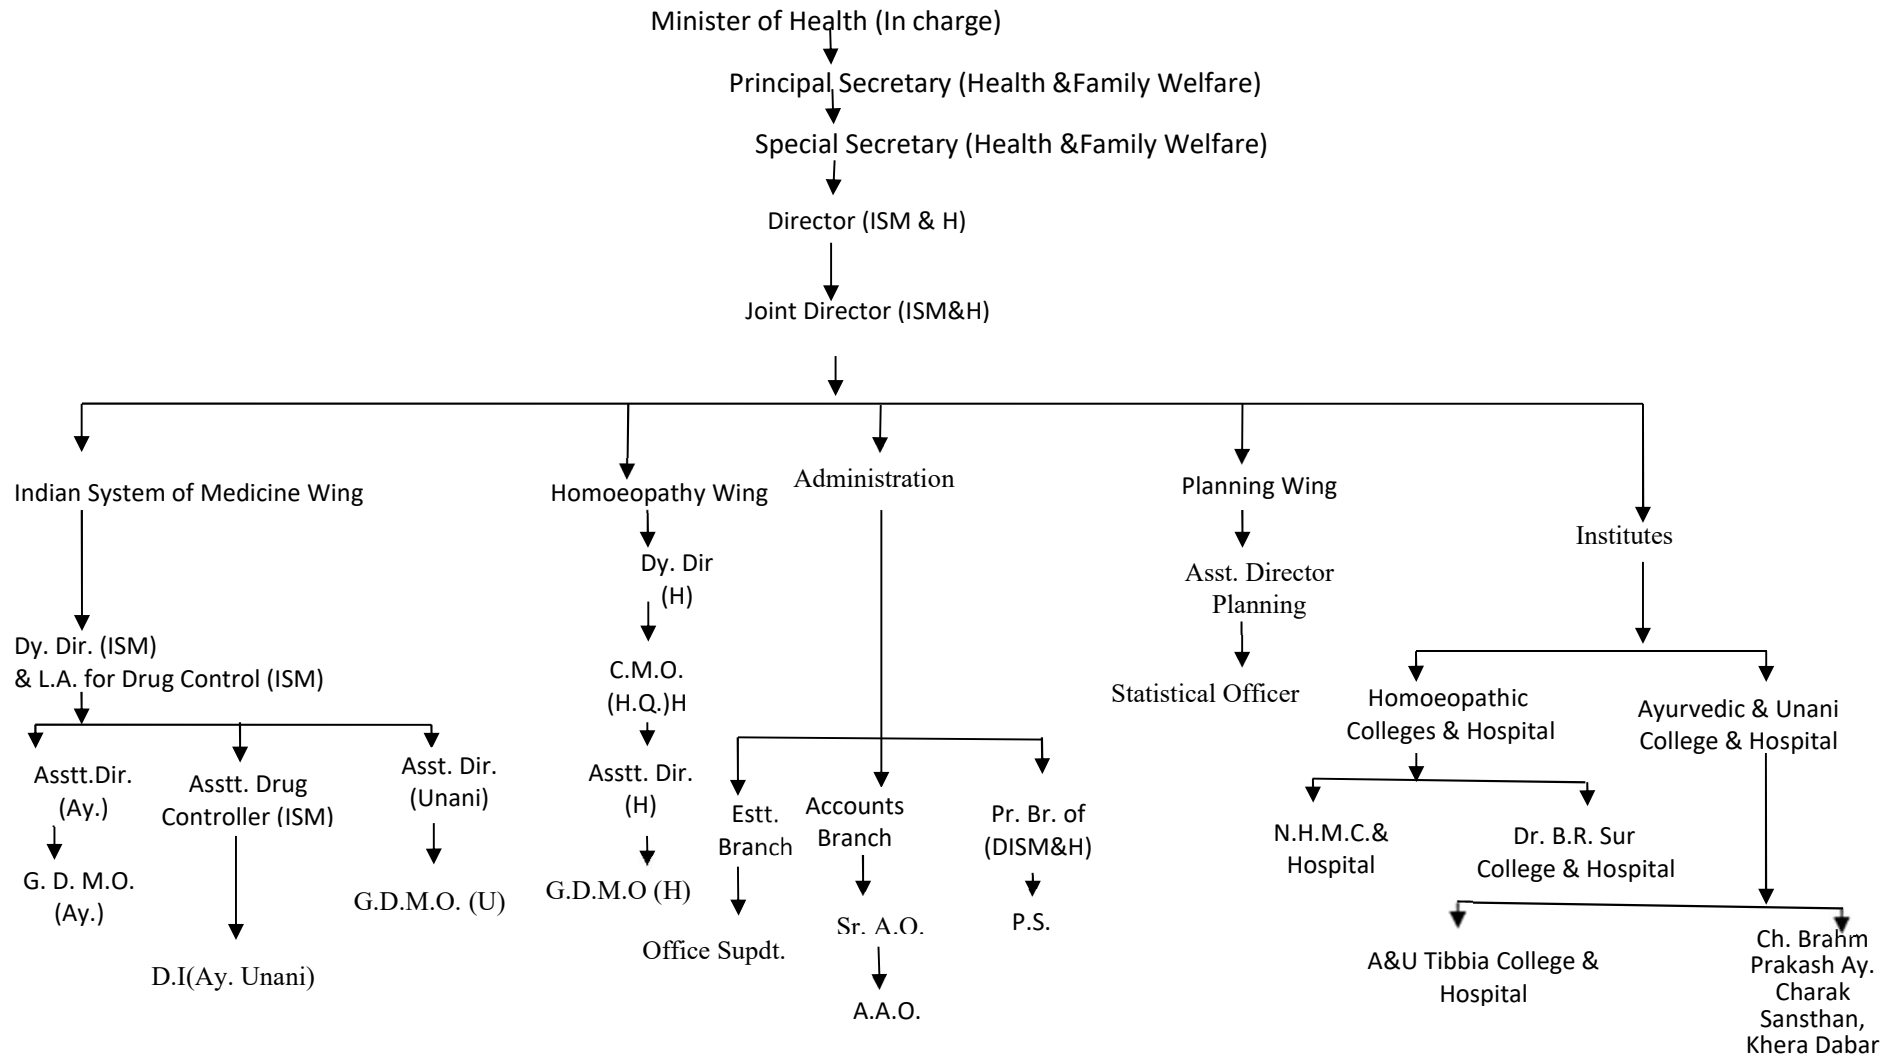 Minister of Health (In charge)
Principal Secretary (Health &Family Welfare)
Special Secretary (Health &Family Welfare)
Director (ISM & H)
Joint Director (ISM&H)
Indian System of Medicine Wing
Homoeopathy Wing
Administration
Planning Wing
Institutes
Dy. Dir. (ISM)
& L.A. for Drug Control (ISM)
Asstt.Dir.
(Ay.)
G. D. M.O.
(Ay.)
Asstt. Drug
Controller (ISM)
D.I(Ay. Unani)
Asst. Dir.
(Unani)
G.D.M.O. (U)
Dy. Dir
(H)
C.M.O.
(H.Q.)H
Asstt. Dir.
(H)
G.D.M.O (H)
Estt.
Branch
Office Supdt.
Accounts
Branch
Sr. A.O.
A.A.O.
Pr. Br. of
(DISM&H)
P.S.
Asst. Director
Planning
Statistical Officer
Homoeopathic
Colleges & Hospital
N.H.M.C.&
Hospital
Dr. B.R. Sur
College & Hospital
Ayurvedic & Unani
College & Hospital
A&U Tibbia College &
Hospital
Ch. Brahm
Prakash Ay.
Charak
Sansthan,
Khera Dabar